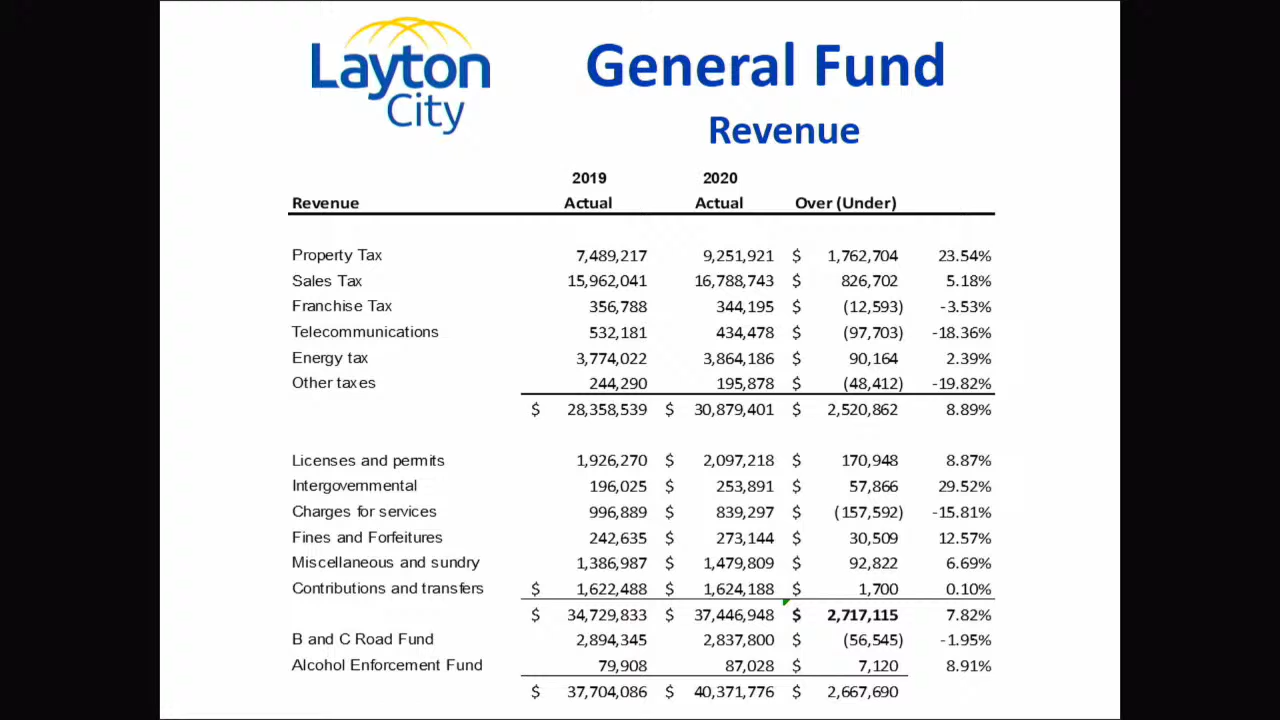 Layton
City
General Fund
Revenue
2019 2020
Revenue Actual Actual Over (Under)
Property Tax 7,489,217 9,251,921 $ 1,762,704 23.54%
Sales Tax 15,962,041 16,788,743 $ 826,702 5.18%
Franchise Tax 356,788 344,195 $ (12,593) -3.53%
Telecommunications 532,181 434,478 $ (97,703) -18.36%
Energy tax 3,774,022 3,864,186 $ 90,164 2.39%
Other taxes 244,290 195,878 $ (48,412) -19.82%
$ 28,358,539 $ 30,879,401 $ 2,520,862 8.89%
Licenses and permits 1,926,270 $ 2,097,218 $ 170,948 8.87%
Intergovernmental 196,025 $ 253,891 $ 57,866 29.52%
Charges for services 996,889 $ 839,297 $ (157,592) -15.81%
Fines and Forfeitures 242,635 $ 273,144 $ 30,509 12.57%
Miscellaneous and sundry 1,386,987 $ 1,479,809 $ 92,822 6.69%
Contributions and transfers $ 1,622,488 $ 1,624,188 $ 1,700 0.10%
$ 34,729,833 $ 37,446,948 $ 2,717,115 7.82%
B and C Road Fund 2,894,345 $ 2,837,800 $ (56,545) -1.95%
Alcohol Enforcement Fund 79,908 $ 87,028 $ 7,120 8.91%
$ 37,704,086 $ 40,371,776 $ 2,667,690